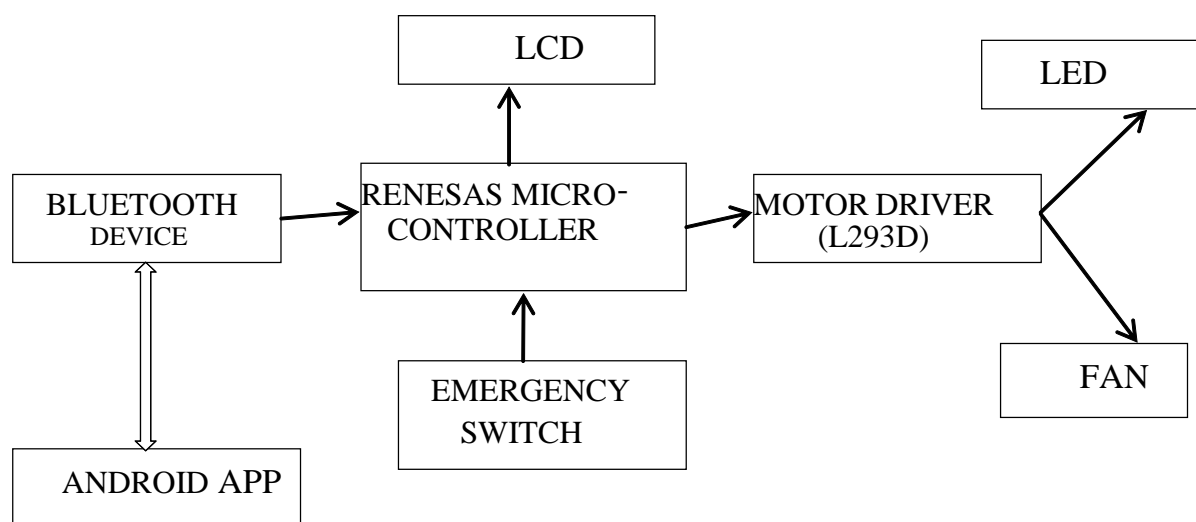 LCD
LED
BLUETOOTH
DEVICE
RENESAS MICRO-
CONTROLLER
MOTOR DRIVER
(L293D)
EMERGENCY
SWITCH
FAN
ANDROID APP